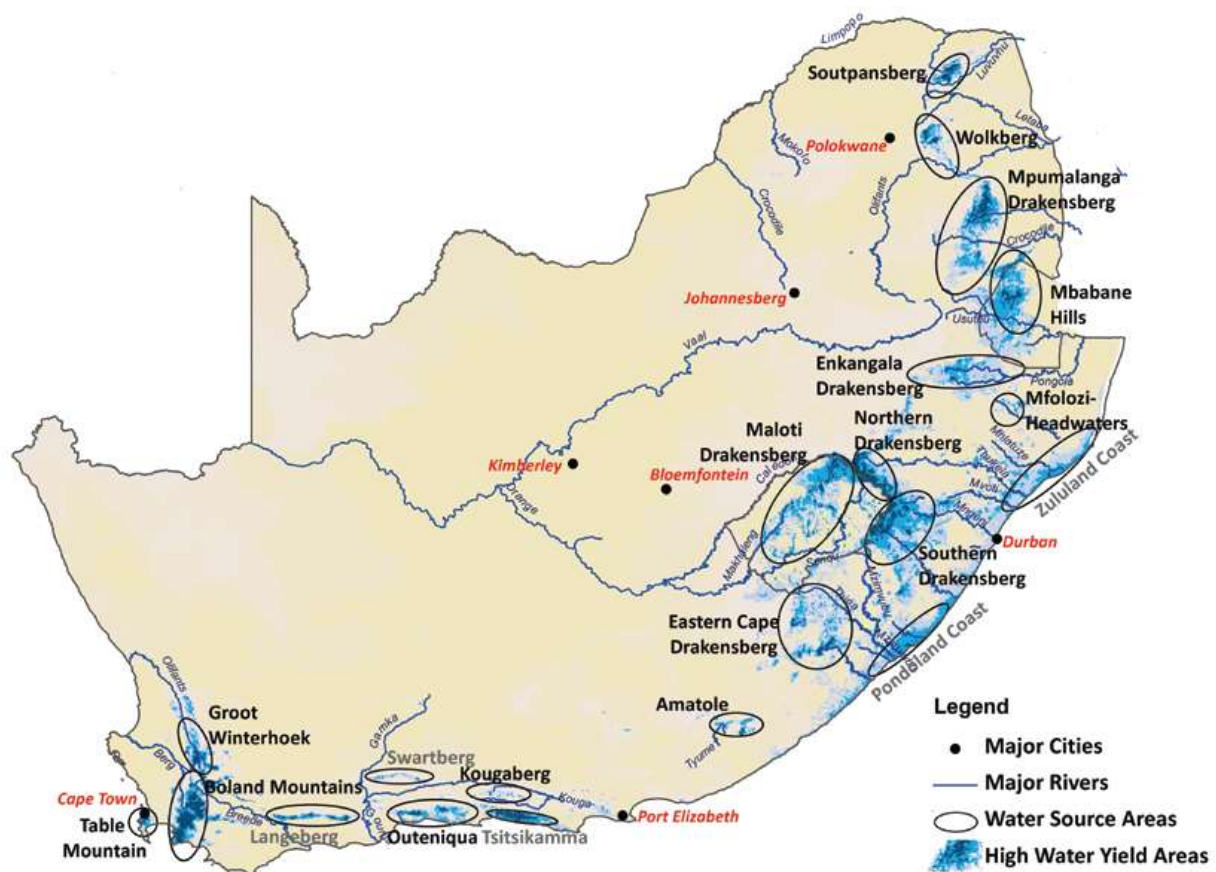 Limpopo
Soutpansberg
Luvuvhu
Letaba
Mokolo
Polokwane
Wolkberg
Mpumalanga
Drakensberg
Olifants
Crocodile
Crocodile
Johannesberg
Mbabane
Hills
Usuthu
Vaal
Enkangala
Drakensberg
Pongola
Mfolozi-
Headwaters
Northern
Drakensberg
Maloti
Drakensberg
Mhlatuze
Thukela
Zululand Coast
Kimberley
Bloemfontein
Caledon
Mvoti
Mngeni
Orange
Durban
Makhaleng
Senqu
Southern
Drakensberg
Mzimvubu
Thina
Eastern Cape
Drakensberg
Pondoland Coast
Olifants
Groot
Winterhoek
Gamka
Amatole
Tyume
Legend
Major Cities
Major Rivers
Water Source Areas
High Water Yield Areas
Berg
Swartberg
Kougaberg
Boland Mountains
Kouga
Cape Town
Breede
Port Elizabeth
Table
Mountain
Langeberg
Outeniqua
Tsitsikamma